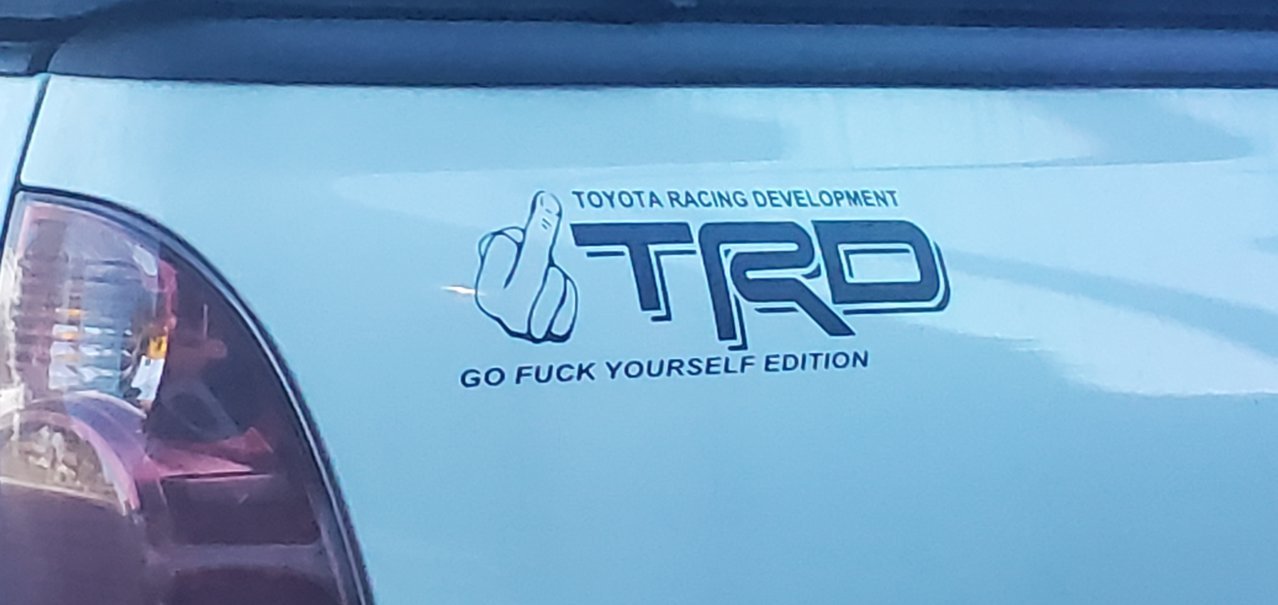 TOYOTA RACING DEVELOPMENT
TRD
GO FUCK YOURSELF EDITION